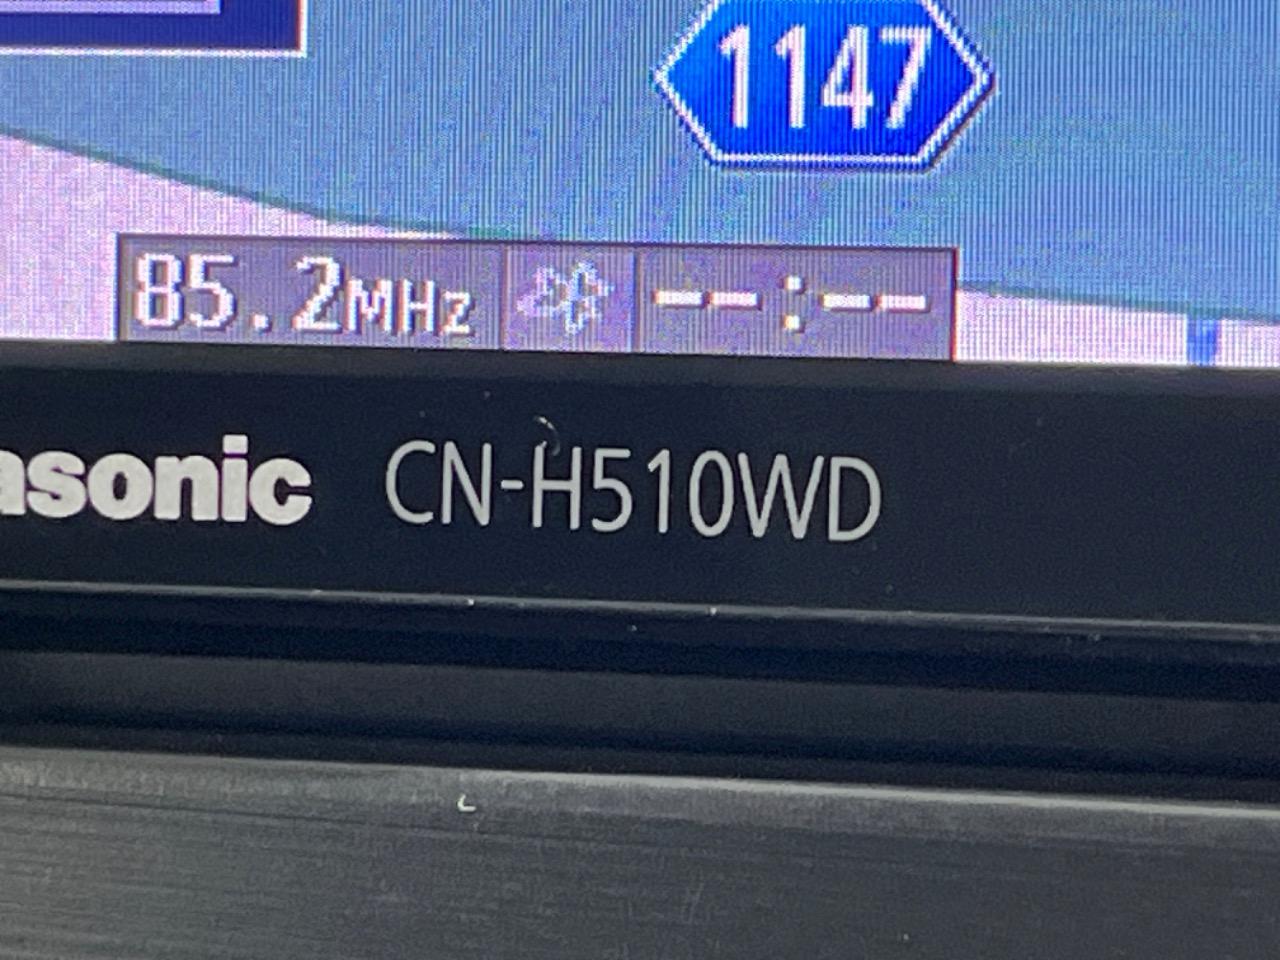 1147
85.2MHz --:--
asonic CN-H510WD